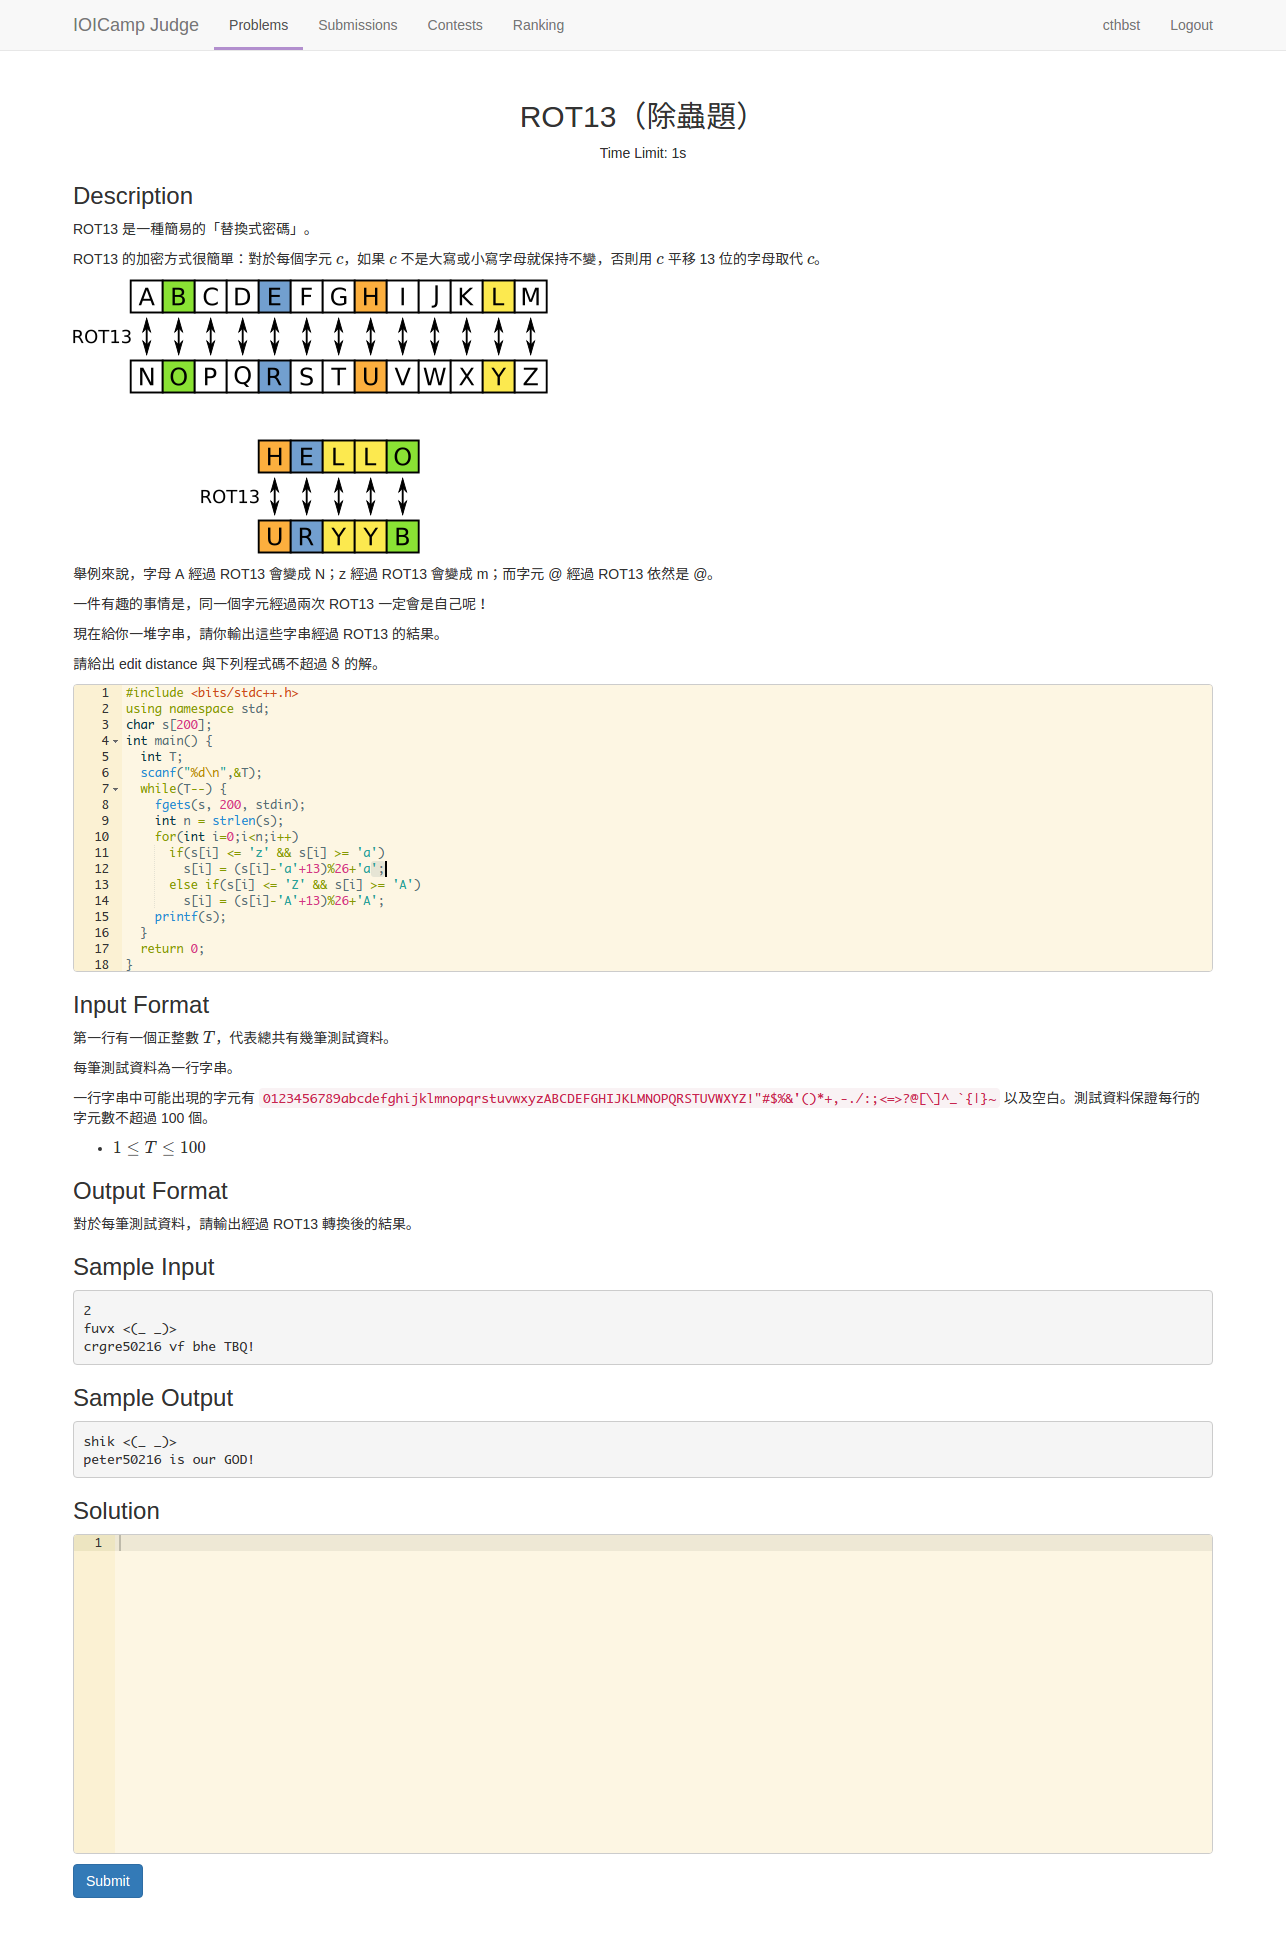 IOICamp Judge Problems Submissions Contests Ranking cthbst Logout
ROT13（除蟲題）
Time Limit: 1s
Description
ROT13 是一種簡易的「替換式密碼」。
ROT13 的加密方式很簡單：對於每個字元 c，如果 c 不是大寫或小寫字母就保持不變，否則用 c 平移 13 位的字母取代 c。
A B C D E F G H I J K L M
ROT13
N O P Q R S T U V W X Y Z
H E L L O
ROT13
U R Y Y B
舉例來說，字母 A 經過 ROT13 會變成 N；z 經過 ROT13 會變成 m；而字元 @ 經過 ROT13 依然是 @。
一件有趣的事情是，同一個字元經過兩次 ROT13 一定會是自己呢！
現在給你一堆字串，請你輸出這些字串經過 ROT13 的結果。
請給出 edit distance 與下列程式碼不超過 8 的解。
1 #include <bits/stdc++.h>
2 using namespace std;
3 char s[200];
4 int main() {
5   int T;
6   scanf("%d\n",&T);
7   while(T--) {
8     fgets(s, 200, stdin);
9     int n = strlen(s);
10     for(int i=0;i<n;i++)
11       if(s[i] <= 'z' && s[i] >= 'a')
12         s[i] = (s[i]-'a'+13)%26+'a';
13       else if(s[i] <= 'Z' && s[i] >= 'A')
14         s[i] = (s[i]-'A'+13)%26+'A';
15     printf(s);
16   }
17   return 0;
18 }
Input Format
第一行有一個正整數 T，代表總共有幾筆測試資料。
每筆測試資料為一行字串。
一行字串中可能出現的字元有 0123456789abcdefghijklmnopqrstuvwxyzABCDEFGHIJKLMNOPQRSTUVWXYZ!"#$%&'()*+,-./:;<=>?@[\]^_`{|}~ 以及空白。測試資料保證每行的
字元數不超過 100 個。
• 1 ≤ T ≤ 100
Output Format
對於每筆測試資料，請輸出經過 ROT13 轉換後的結果。
Sample Input
2
fuvx <(_ _)>
crgre50216 vf bhe TBQ!
Sample Output
shik <(_ _)>
peter50216 is our GOD!
Solution
1
Submit